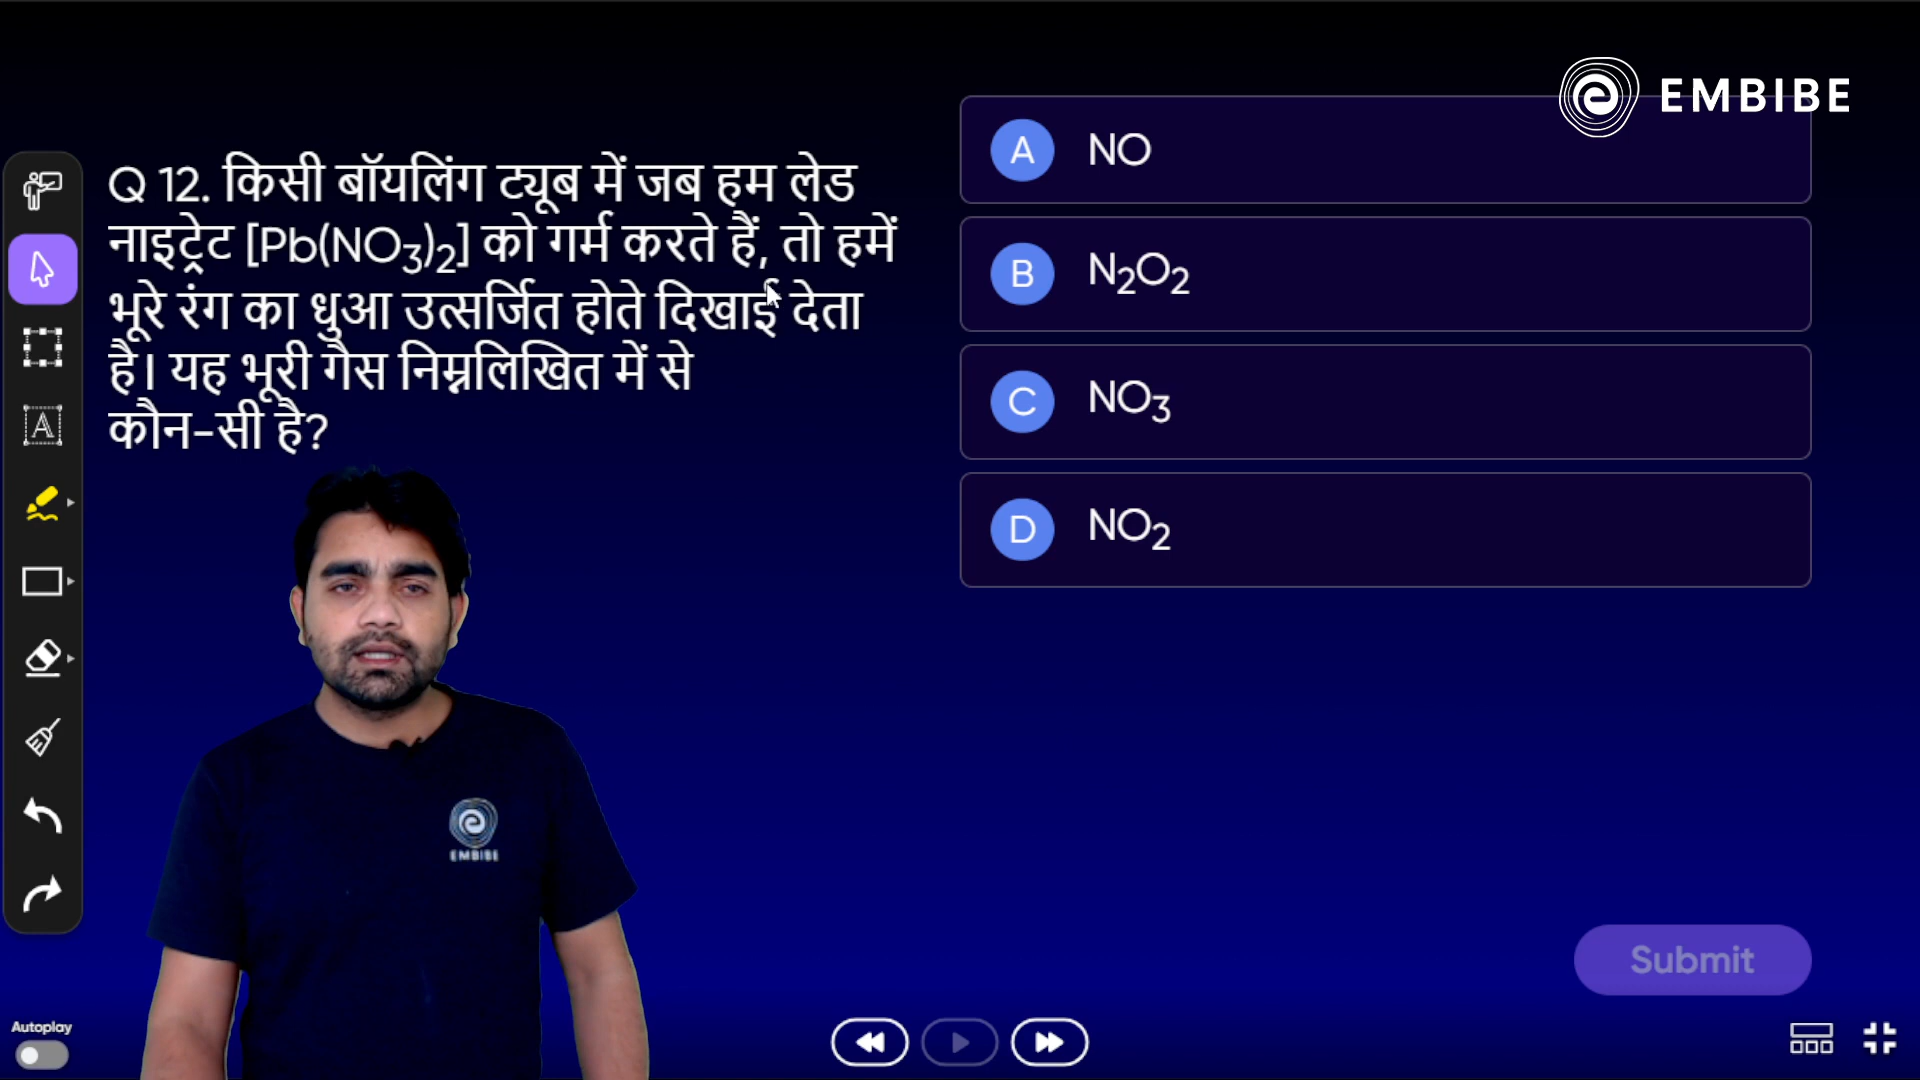 EMBIBE
Q 12. किसी बॉयलिंग ट्यूब में जब हम लेड
नाइट्रेट [Pb(NO₃)₂] को गर्म करते हैं, तो हमें
भूरे रंग का धुआ उत्सर्जित होते दिखाई देता
है। यह भूरी गैस निम्नलिखित में से
कौन-सी है?
A NO
B N₂O₂
C NO₃
D NO₂
A
EMBIBE
Submit
Autoplay